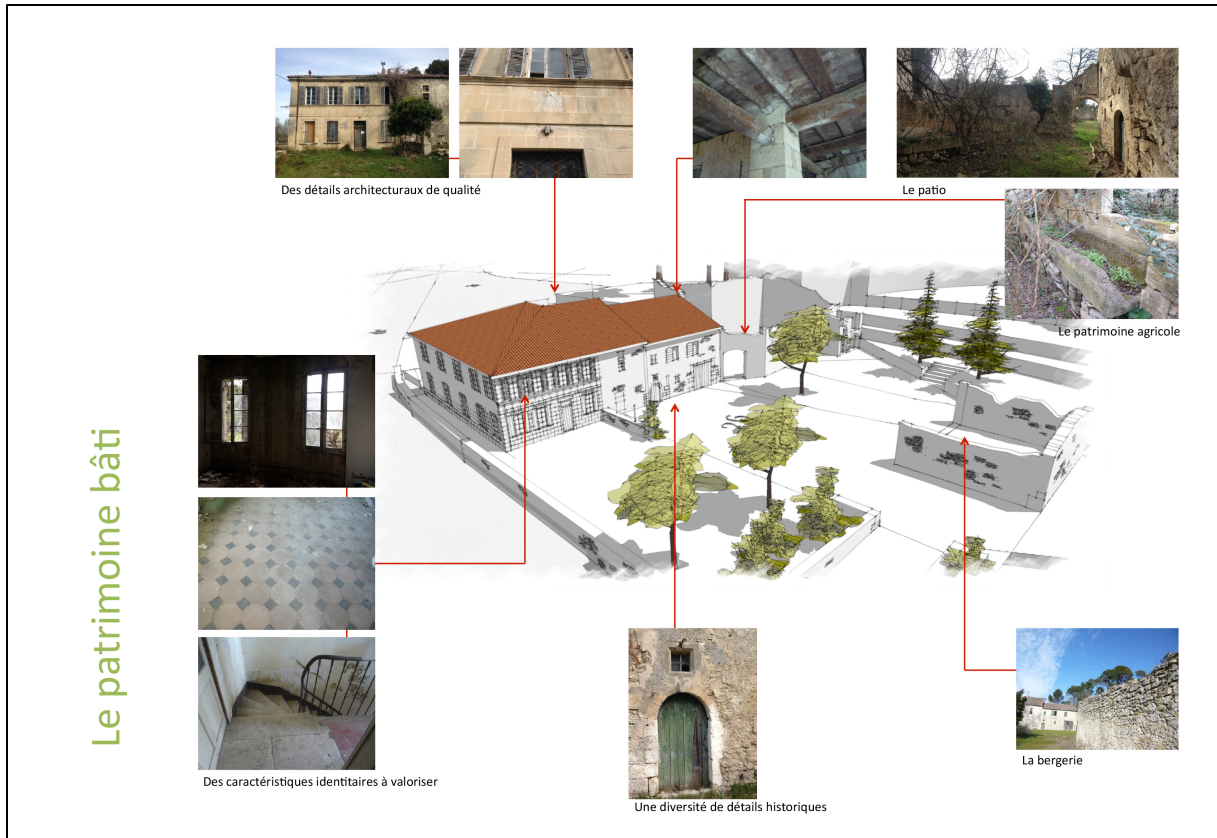 Le patrimoine bâti
Des détails architecturaux de qualité
Le patio
Le patrimoine agricole
Des caractéristiques identitaires à valoriser
Une diversité de détails historiques
La bergerie